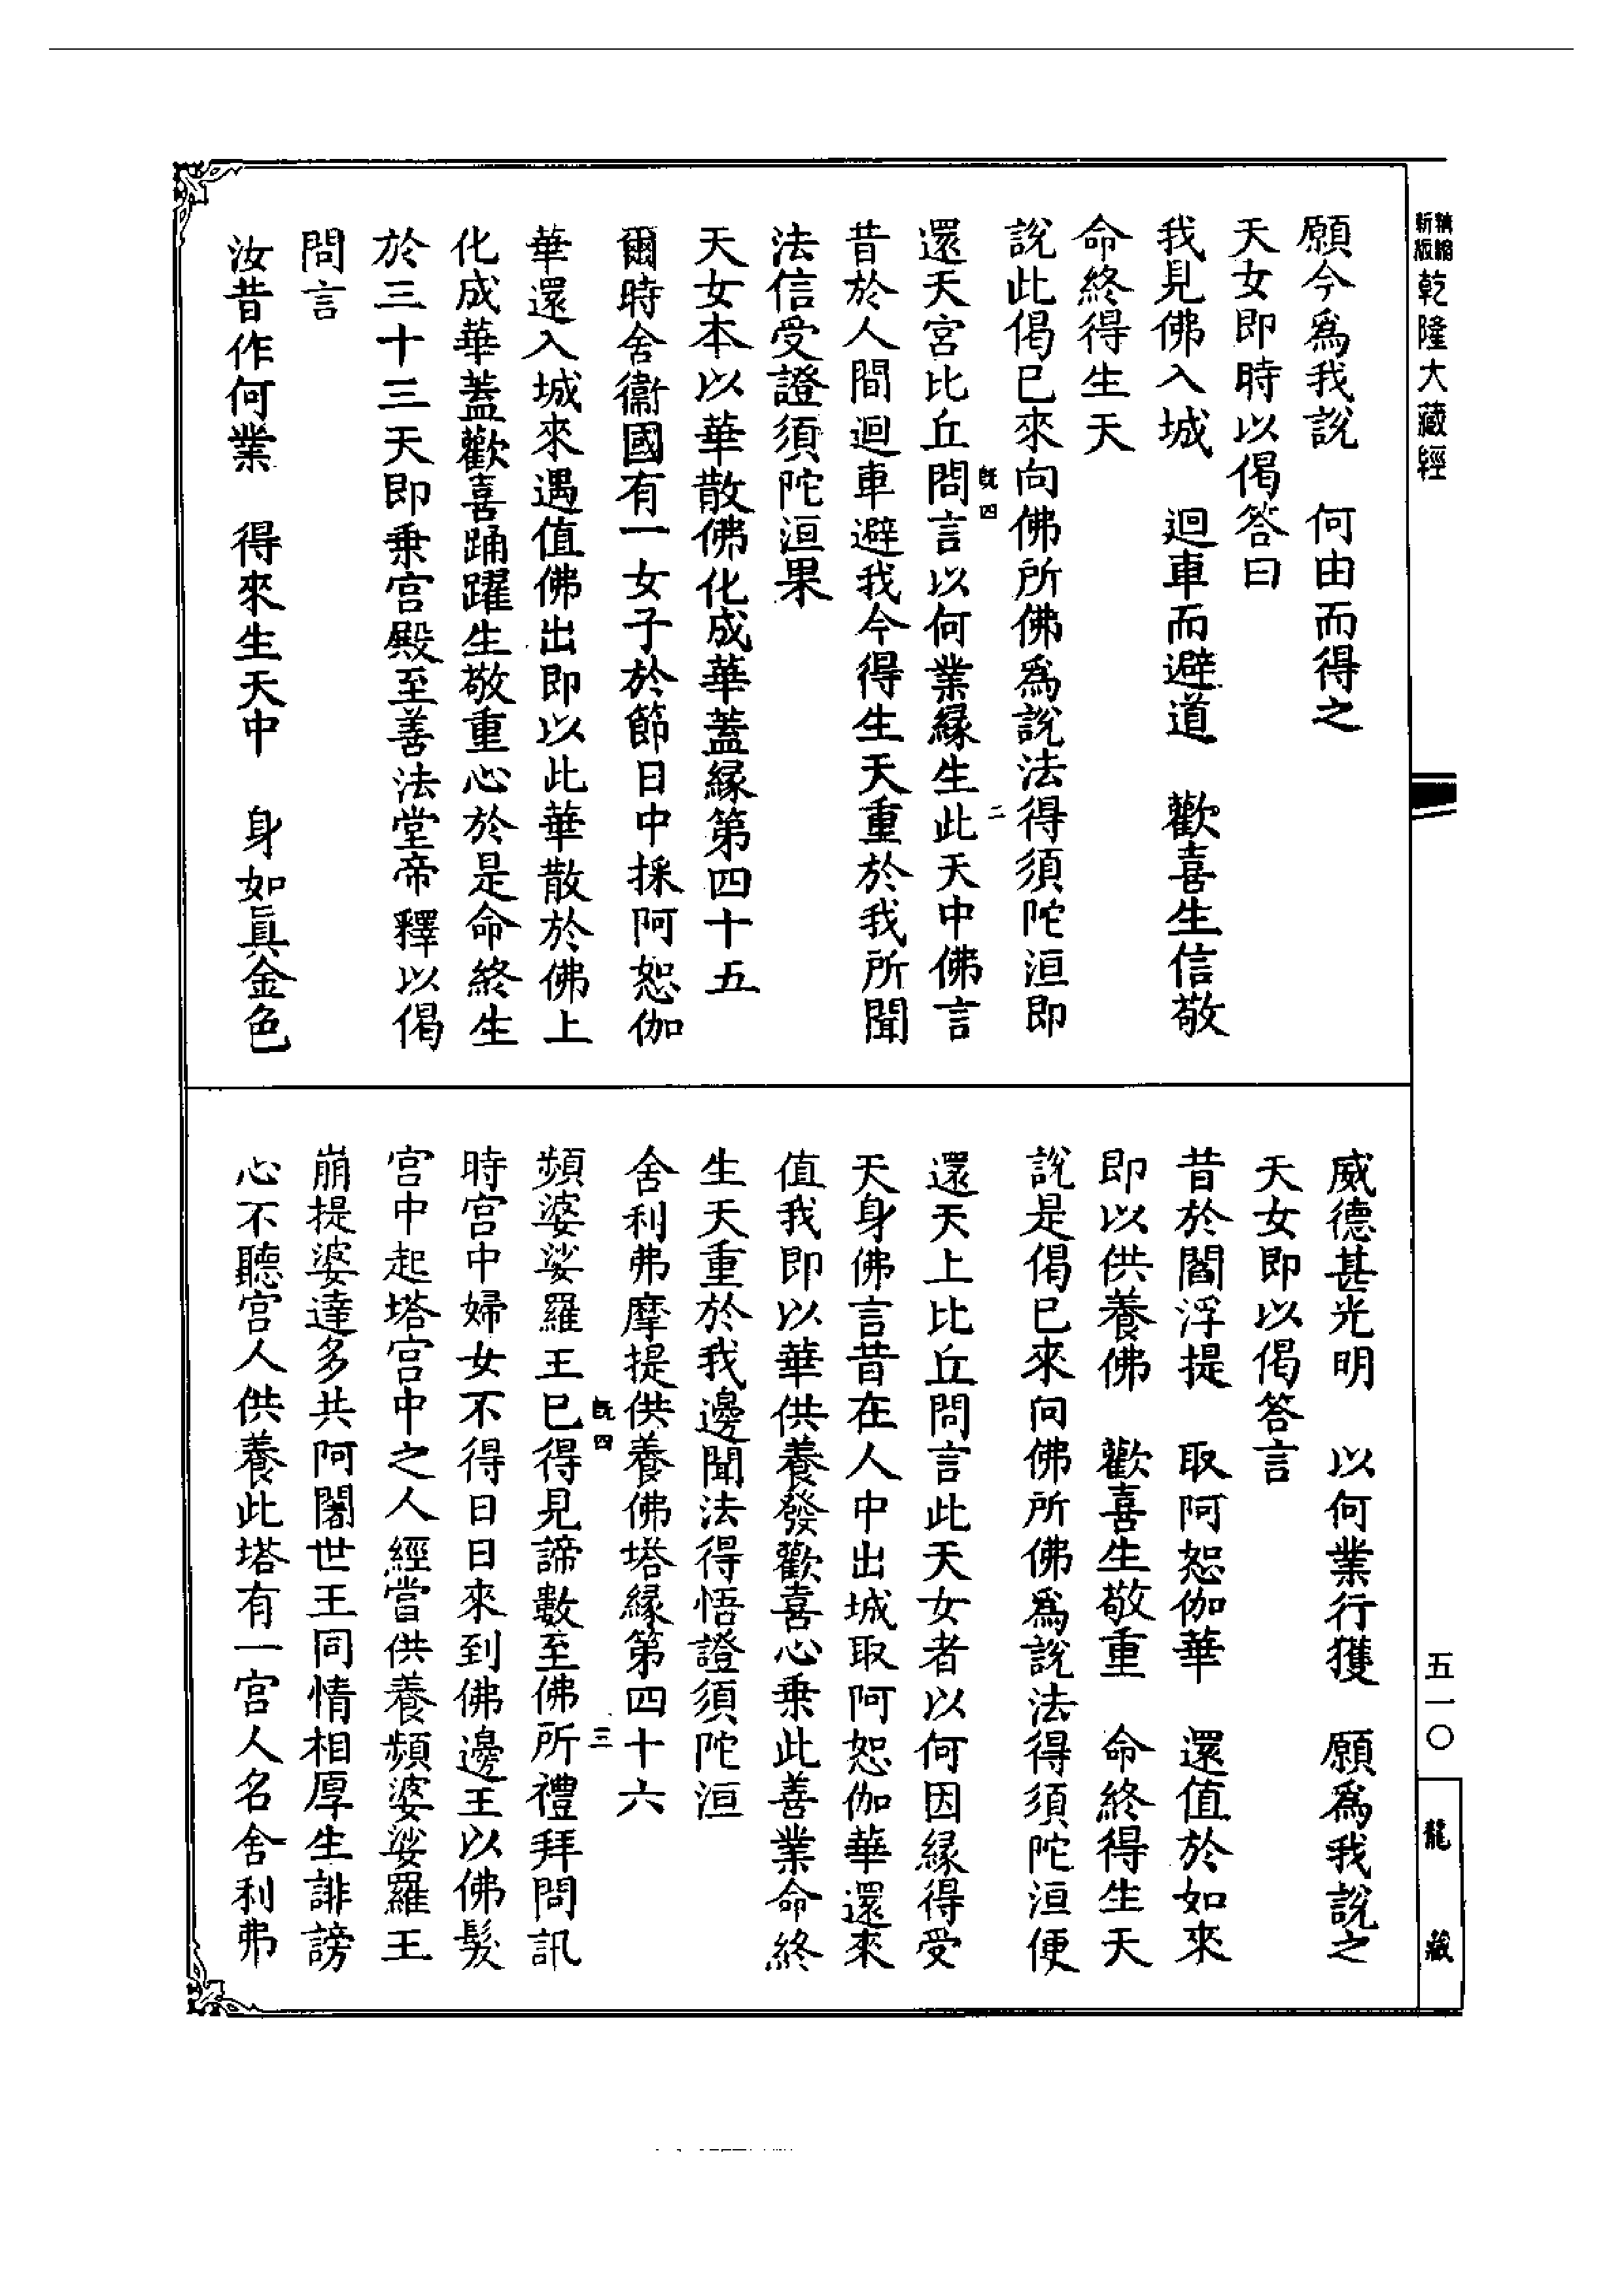 新版精縮乾隆大藏經
願今爲我說　何由而得之
天女即時以偈答曰
我見佛入城　迴車而避道　歡喜生信敬
命終得生天
說此偈已來向佛所佛爲說法得須陀洹即
還天宮比丘問言以何業緣生此天中佛言
旣四
二
昔於人間迴車避我今得生天重於我所聞
法信受證須陀洹果
天女本以華散佛化成華蓋緣第四十五
爾時舍衞國有一女子於節日中採阿恕伽
華還入城來遇值佛出即以此華散於佛上
化成華蓋歡喜踊躍生敬重心於是命終生
於三十三天即乘宮殿至善法堂帝釋以偈
問言
汝昔作何業　得來生天中　身如眞金色
威德甚光明　以何業行獲　願爲我說之
天女即以偈答言
昔於閻浮提　取阿恕伽華　還值於如來
即以供養佛　歡喜生敬重　命終得生天
說是偈已來向佛所佛爲說法得須陀洹便
還天上比丘問言此天女者以何因緣得受
天身佛言昔在人中出城取阿恕伽華還來
值我即以華供養發歡喜心乘此善業命終
生天重於我邊聞法得悟證須陀洹
舍利弗摩提供養佛塔緣第四十六
旣四
三
頻婆娑羅王已得見諦數至佛所禮拜問訊
時宮中婦女不得日日來到佛邊王以佛髮
宮中起塔宮中之人經當供養頻婆娑羅王
崩提婆達多共阿闍世王同情相厚生誹謗
心不聽宮人供養此塔有一宮人名舍利弗
五一〇
龍藏